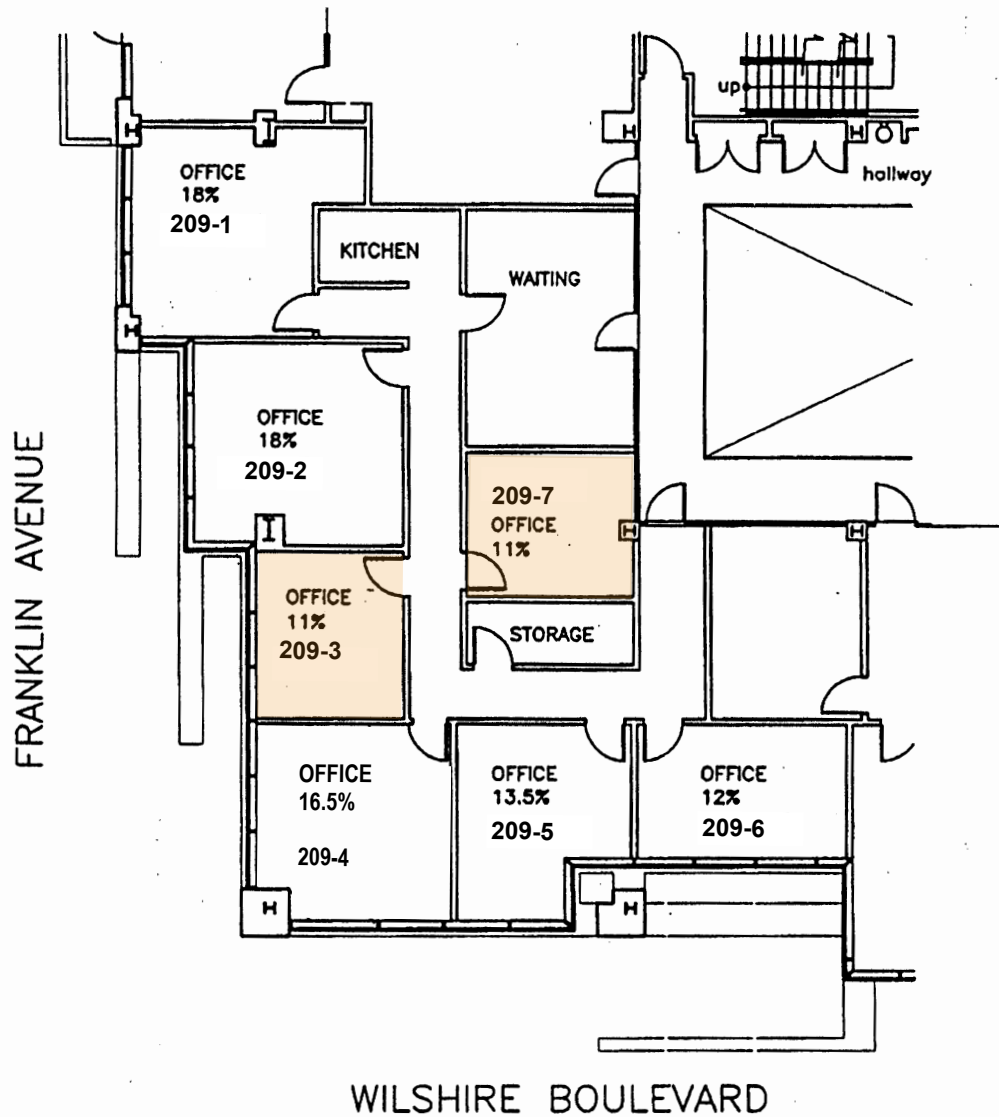 up
hallway
OFFICE
18%
209-1
KITCHEN
WAITING
OFFICE
18%
209-2
209-7
OFFICE
11%
OFFICE
11%
209-3
STORAGE
OFFICE
16.5%
209-4
OFFICE
13.5%
209-5
OFFICE
12%
209-6
FRANKLIN AVENUE
WILSHIRE BOULEVARD